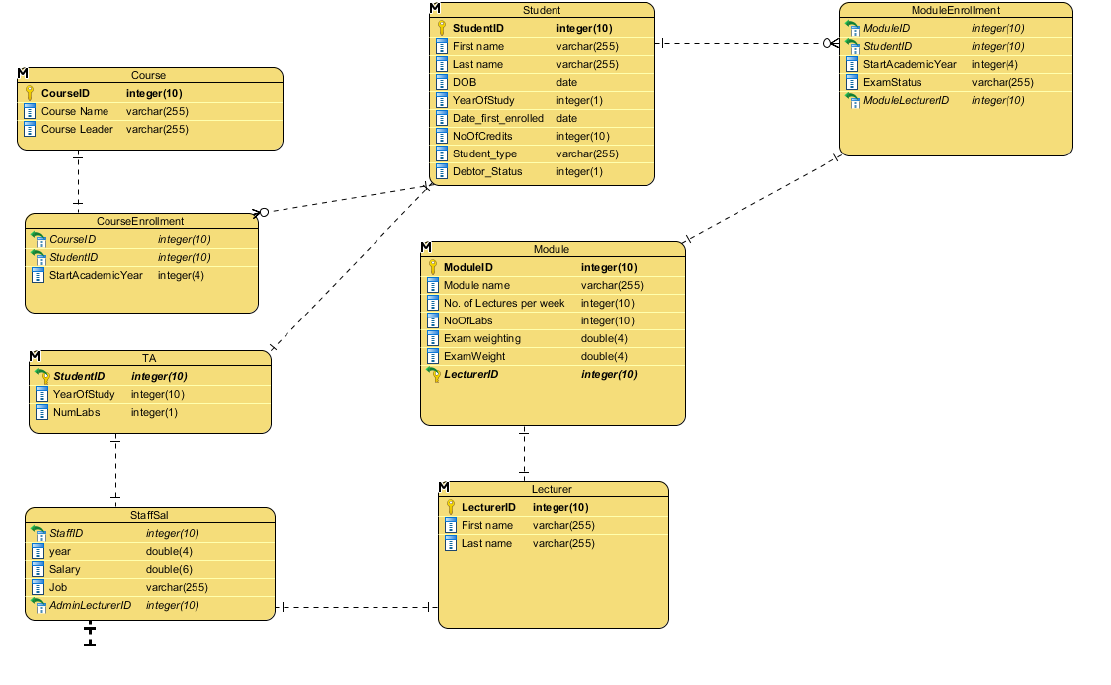 M
Student
StudentID integer(10)
First name varchar(255)
Last name varchar(255)
DOB date
YearOfStudy integer(1)
Date_first_enrolled date
NoOfCredits integer(10)
Student_type varchar(255)
Debtor_Status integer(1)
ModuleEnrollment
ModuleID integer(10)
StudentID integer(10)
StartAcademicYear integer(4)
ExamStatus varchar(255)
ModuleLecturerID integer(10)
M
Course
CourseID integer(10)
Course Name varchar(255)
Course Leader varchar(255)
CourseEnrollment
CourseID integer(10)
StudentID integer(10)
StartAcademicYear integer(4)
M
Module
ModuleID integer(10)
Module name varchar(255)
No. of Lectures per week integer(10)
NoOfLabs integer(10)
Exam weighting double(4)
ExamWeight double(4)
LecturerID integer(10)
M
TA
StudentID integer(10)
YearOfStudy integer(10)
NumLabs integer(1)
StaffSal
StaffID integer(10)
year double(4)
Salary double(6)
Job varchar(255)
AdminLecturerID integer(10)
M
Lecturer
LecturerID integer(10)
First name varchar(255)
Last name varchar(255)